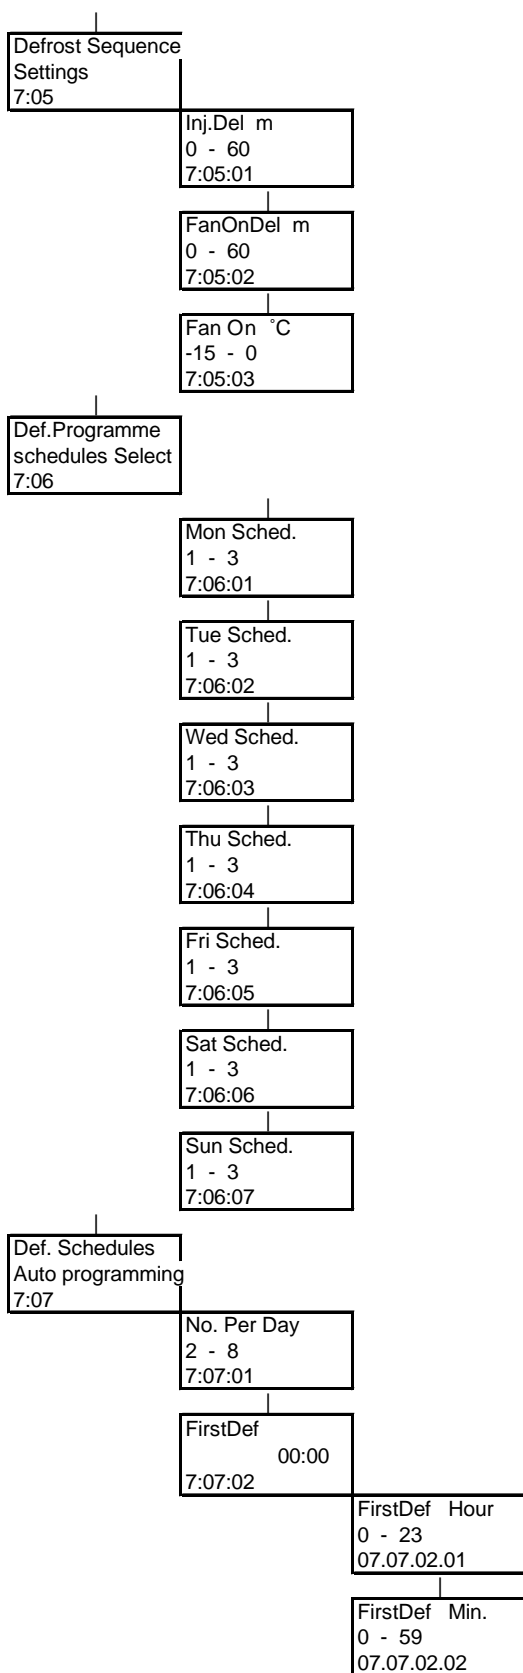 Defrost Sequence
Settings
7:05
Inj.Del m
0 - 60
7:05:01
FanOnDel m
0 - 60
7:05:02
Fan On ˚C
-15 - 0
7:05:03
Def.Programme
schedules Select
7:06
Mon Sched.
1 - 3
7:06:01
Tue Sched.
1 - 3
7:06:02
Wed Sched.
1 - 3
7:06:03
Thu Sched.
1 - 3
7:06:04
Fri Sched.
1 - 3
7:06:05
Sat Sched.
1 - 3
7:06:06
Sun Sched.
1 - 3
7:06:07
Def. Schedules
Auto programming
7:07
No. Per Day
2 - 8
7:07:01
FirstDef
00:00
7:07:02
FirstDef Hour
0 - 23
07.07.02.01
FirstDef Min.
0 - 59
07.07.02.02